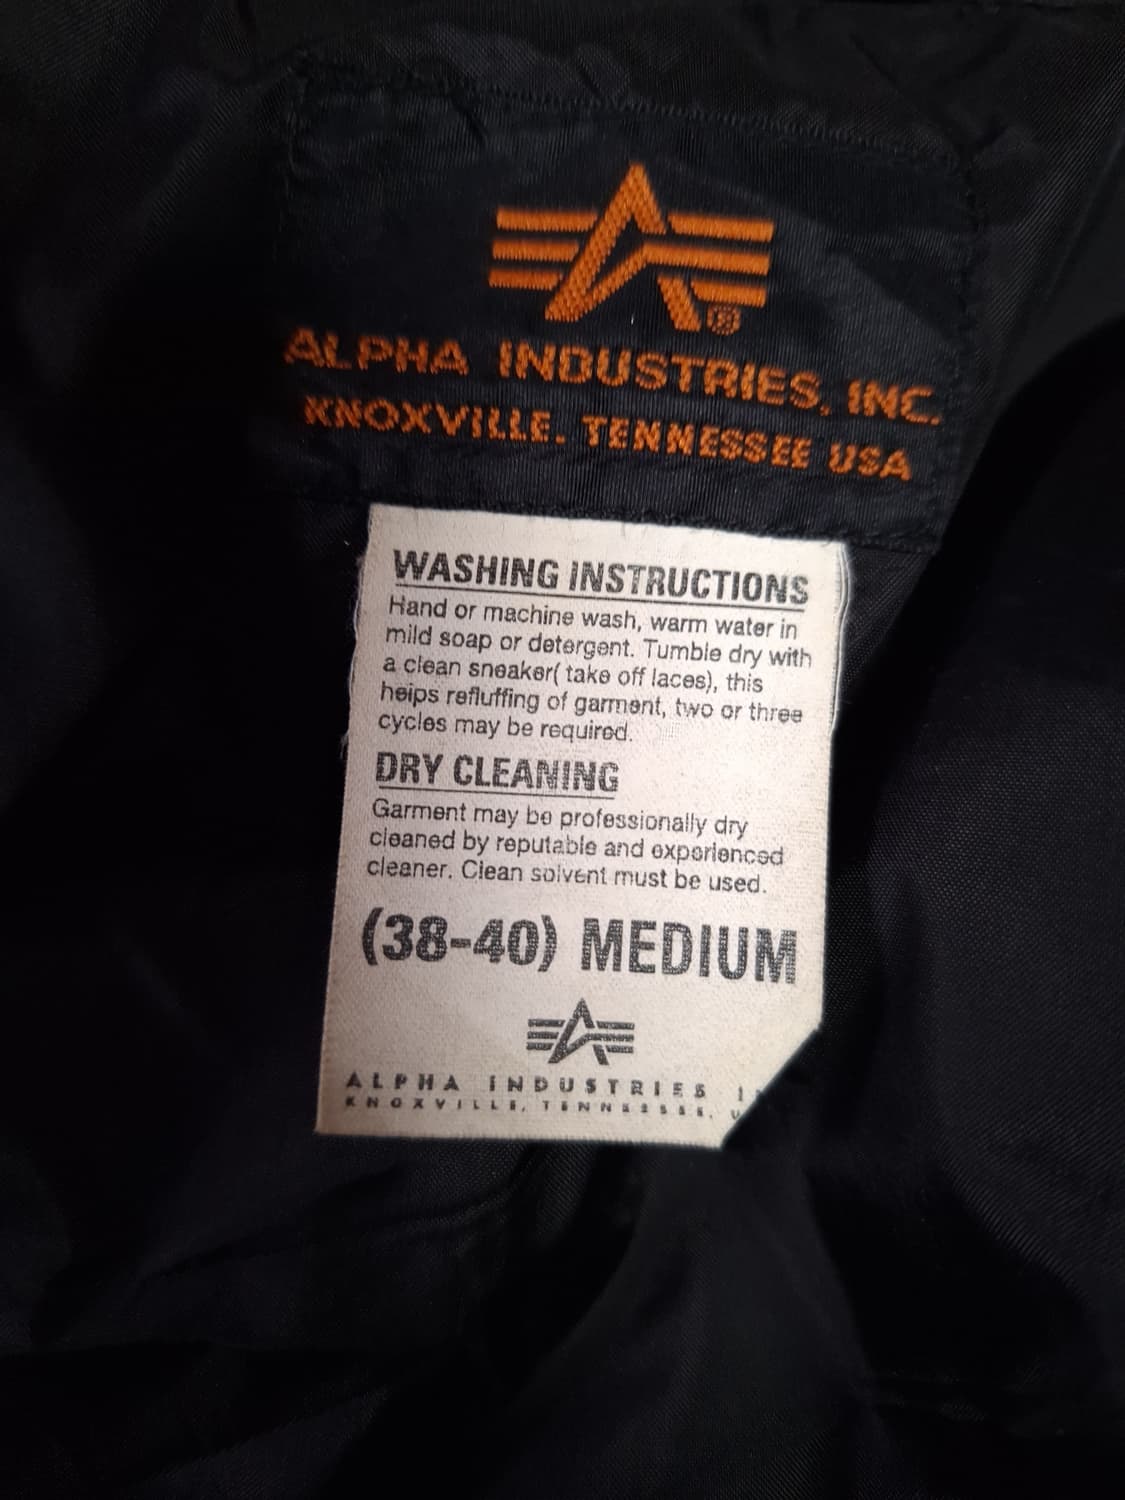 ALPHA INDUSTRIES, INC.
KNOXVILLE, TENNESSEE USA
WASHING INSTRUCTIONS
Hand or machine wash, warm water in
mild soap or detergent. Tumble dry with
a clean sneaker( take off laces), this
helps refluffing of garment, two or three
cycles may be required.
DRY CLEANING
Garment may be professionally dry
cleaned by reputable and experienced
cleaner. Clean solvent must be used.
(38-40) MEDIUM
ALPHA INDUSTRIES I
KNOXVILLE, TENNESSEE, U